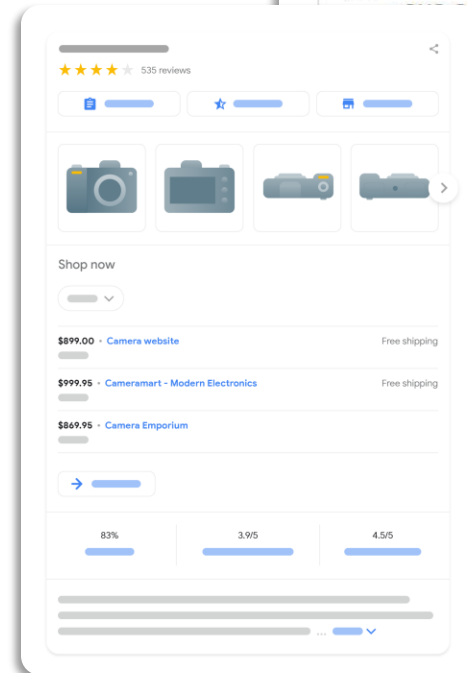 535 reviews
Shop now
$899.00 • Camera website Free shipping
$999.95 • Cameramart - Modern Electronics Free shipping
$869.95 • Camera Emporium
83% 3.9/5 4.5/5
...